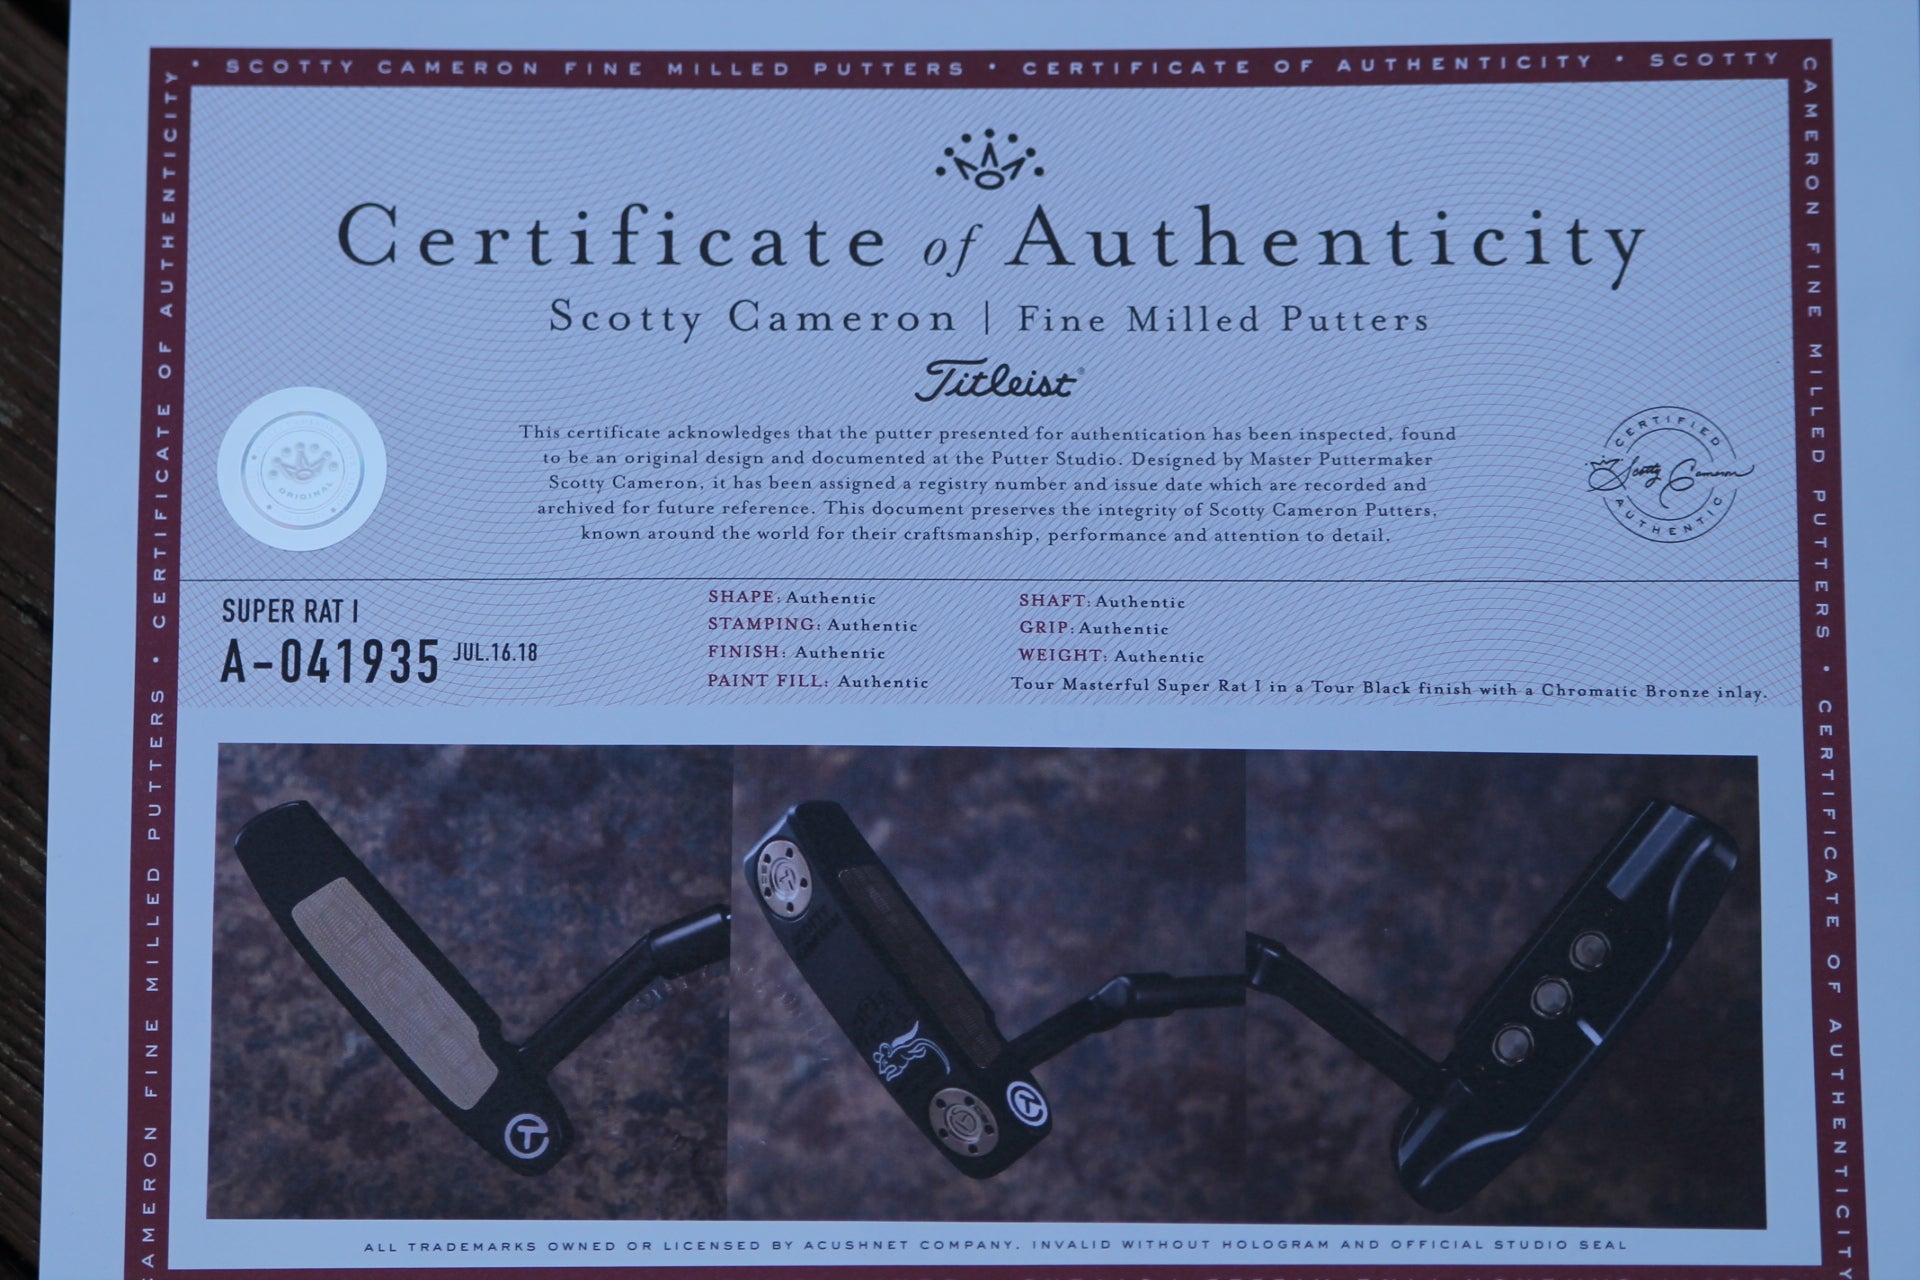 • SCOTTY CAMERON FINE MILLED PUTTERS • CERTIFICATE OF AUTHENTICITY • SCOTTY
CAMERON FINE MILLED PUTTERS • CERTIFICATE OF AUTHENTICITY
CAMERON FINE MILLED PUTTERS • CERTIFICATE OF AUTHENTICITY
Certificate of Authenticity
Scotty Cameron | Fine Milled Putters
Titleist®
This certificate acknowledges that the putter presented for authentication has been inspected, found
to be an original design and documented at the Putter Studio. Designed by Master Puttermaker
Scotty Cameron, it has been assigned a registry number and issue date which are recorded and
archived for future reference. This document preserves the integrity of Scotty Cameron Putters,
known around the world for their craftsmanship, performance and attention to detail.
ORIGINAL
CERTIFIED
Scotty Cameron
AUTHENTIC
SUPER RAT I
A-041935 JUL.16.18
SHAPE: Authentic
STAMPING: Authentic
FINISH: Authentic
PAINT FILL: Authentic
SHAFT: Authentic
GRIP: Authentic
WEIGHT: Authentic
Tour Masterful Super Rat I in a Tour Black finish with a Chromatic Bronze inlay.
ALL TRADEMARKS OWNED OR LICENSED BY ACUSHNET COMPANY. INVALID WITHOUT HOLOGRAM AND OFFICIAL STUDIO SEAL